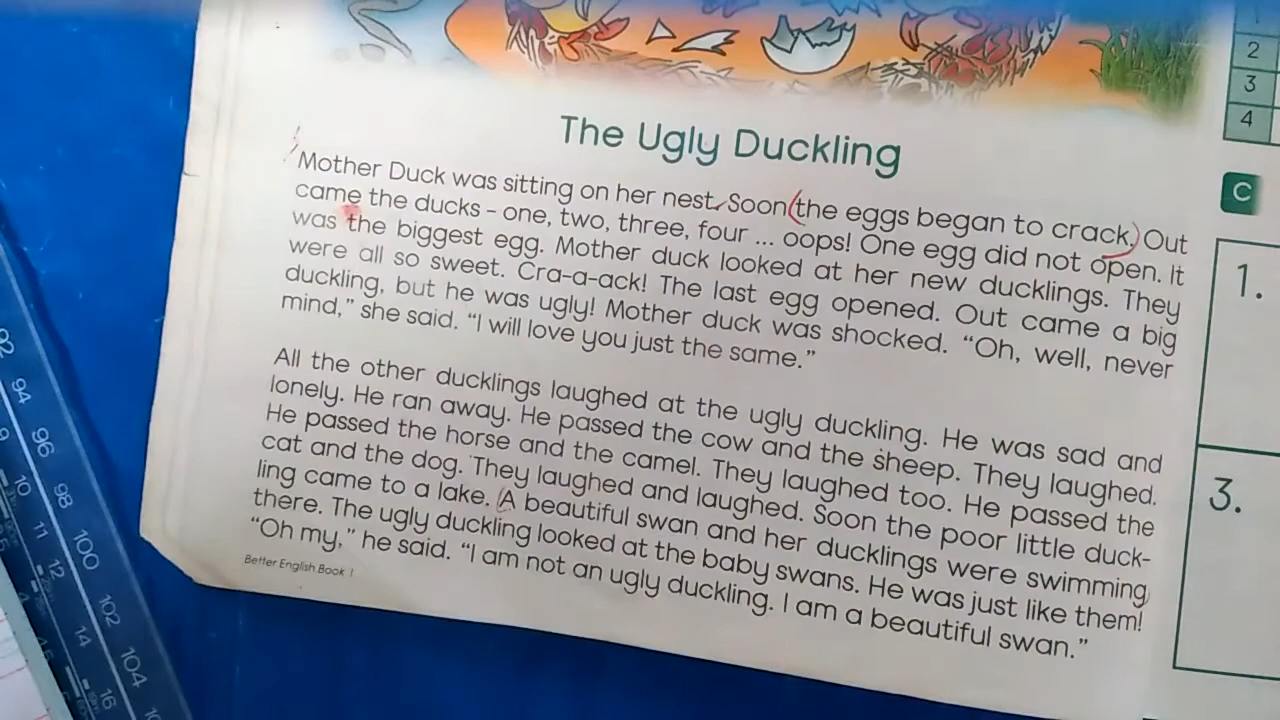 The Ugly Duckling
Mother Duck was sitting on her nest. Soon the eggs began to crack. Out
came the ducks - one, two, three, four ... oops! One egg did not open. It
was the biggest egg. Mother duck looked at her new ducklings. They
were all so sweet. Cra-a-ack! The last egg opened. Out came a big
duckling, but he was ugly! Mother duck was shocked. “Oh, well, never
mind,” she said. “I will love you just the same.”
All the other ducklings laughed at the ugly duckling. He was sad and
lonely. He ran away. He passed the cow and the sheep. They laughed.
He passed the horse and the camel. They laughed too. He passed the
cat and the dog. They laughed and laughed. Soon the poor little duck-
ling came to a lake. A beautiful swan and her ducklings were swimming
there. The ugly duckling looked at the baby swans. He was just like them!
“Oh my,” he said. “I am not an ugly duckling. I am a beautiful swan.”
Better English Book 1
2
3
4
C
1.
3.
94
96
98
100
102
104
10
11
12
14
16